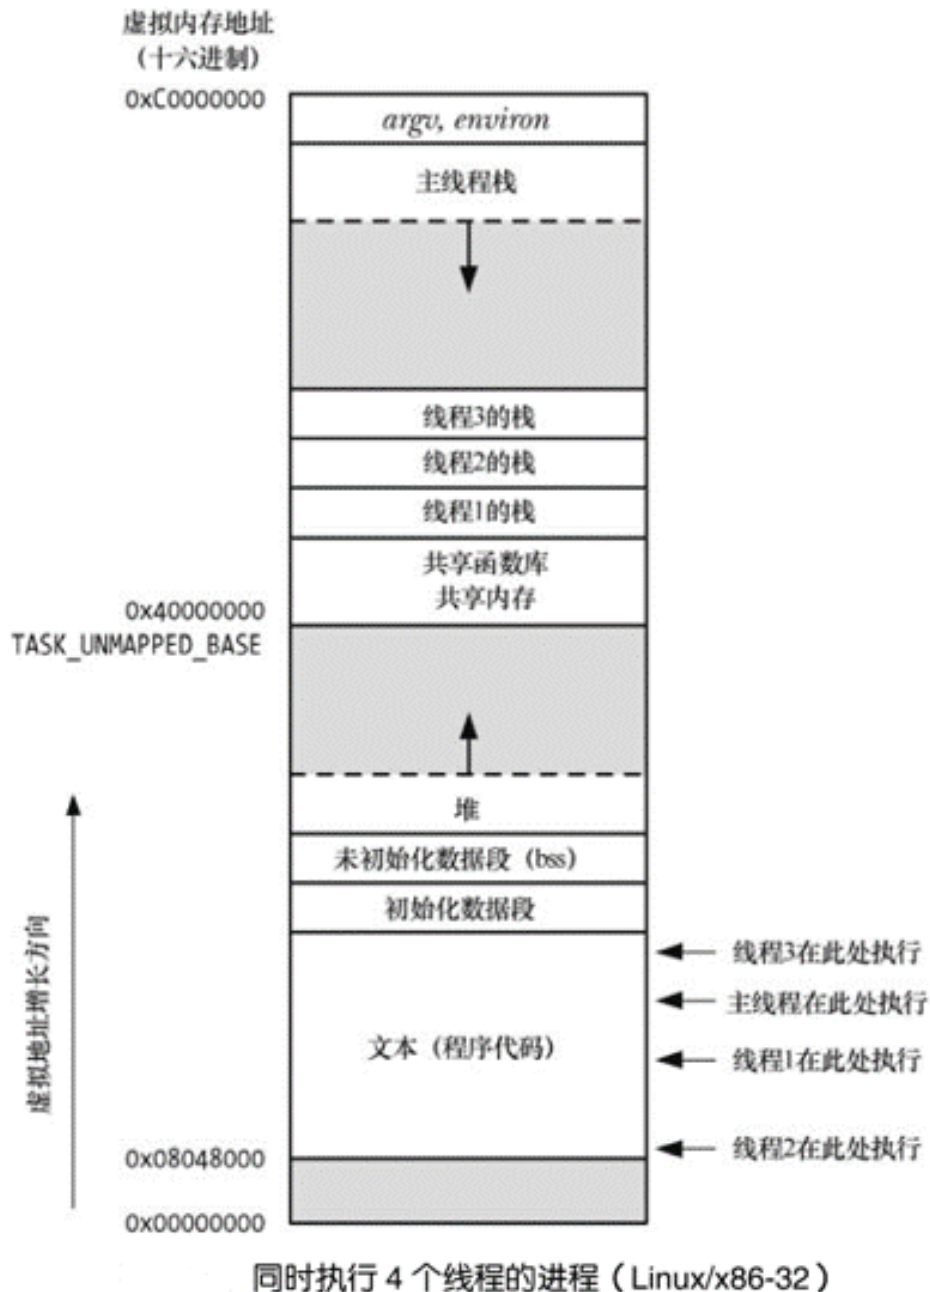 虚拟内存地址
（十六进制）
0xC0000000
argv, environ
主线程栈
线程3的栈
线程2的栈
线程1的栈
共享函数库
共享内存
0x40000000
TASK_UNMAPPED_BASE
堆
未初始化数据段（bss）
初始化数据段
线程3在此处执行
主线程在此处执行
文本（程序代码）
线程1在此处执行
线程2在此处执行
虚拟地址增长方向
0x08048000
0x00000000
同时执行 4 个线程的进程（Linux/x86-32）